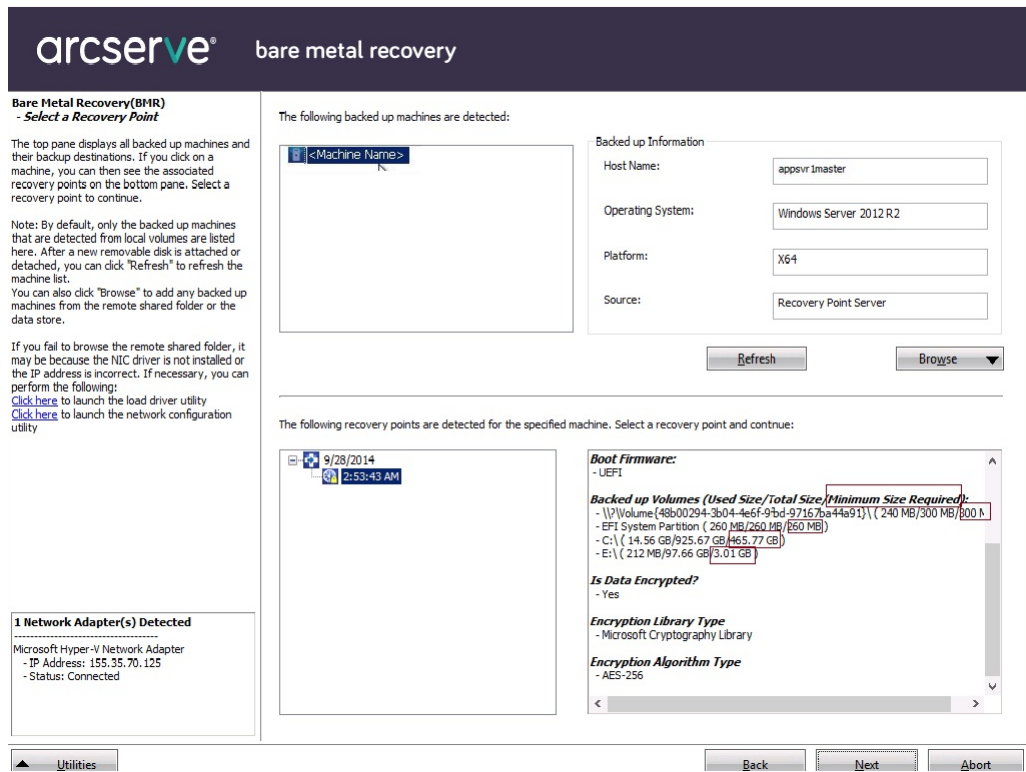 arcserve® bare metal recovery
Bare Metal Recovery(BMR)
- Select a Recovery Point
The top pane displays all backed up machines and
their backup destinations. If you click on a
machine, you can then see the associated
recovery points on the bottom pane. Select a
recovery point to continue.
Note: By default, only the backed up machines
that are detected from local volumes are listed
here. After a new removable disk is attached or
detached, you can click "Refresh" to refresh the
machine list.
You can also click "Browse" to add any backed up
machines from the remote shared folder or the
data store.
If you fail to browse the remote shared folder, it
may be because the NIC driver is not installed or
the IP address is incorrect. If necessary, you can
perform the following:
Click here to launch the load driver utility
Click here to launch the network configuration
utility
1 Network Adapter(s) Detected
------------------------------------
Microsoft Hyper-V Network Adapter
- IP Address: 155.35.70.125
- Status: Connected
The following backed up machines are detected:
<Machine Name>
Backed up Information
Host Name: appsvr1master
Operating System: Windows Server 2012 R2
Platform: X64
Source: Recovery Point Server
Refresh Browse
The following recovery points are detected for the specified machine. Select a recovery point and contnue:
9/28/2014
2:53:43 AM
Boot Firmware:
- UEFI
Backed up Volumes (Used Size/Total Size/Minimum Size Required):
- \\?\Volume{48b00294-3b04-4e6f-9bd-97167ba44a91}\ ( 240 MB/300 MB/300 M
- EFI System Partition ( 260 MB/260 MB/260 MB )
- C:\ ( 14.56 GB/925.67 GB/465.77 GB )
- E:\ ( 212 MB/97.66 GB/3.01 GB )
Is Data Encrypted?
- Yes
Encryption Library Type
- Microsoft Cryptography Library
Encryption Algorithm Type
- AES-256
Utilities Back Next Abort